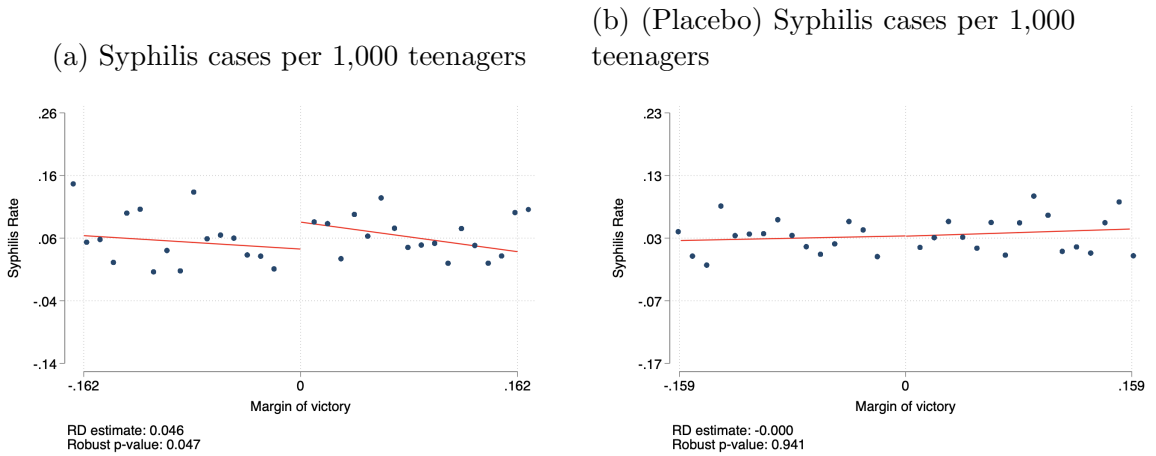 (a) Syphilis cases per 1,000 teenagers
.26
.16
.06
-.04
-.14
Syphilis Rate
-.162
0
.162
Margin of victory
RD estimate: 0.046
Robust p-value: 0.047
(b) (Placebo) Syphilis cases per 1,000
teenagers
.23
.13
.03
-.07
-.17
Syphilis Rate
-.159
0
.159
Margin of victory
RD estimate: -0.000
Robust p-value: 0.941